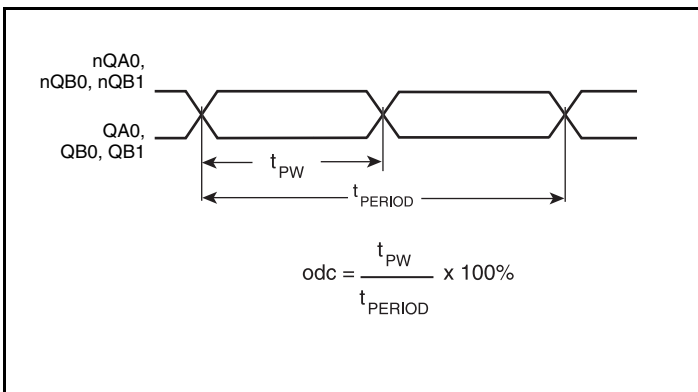 nQA0,
nQB0, nQB1
QA0,
QB0, QB1
tPW
tPERIOD
odc = tPW / tPERIOD x 100%